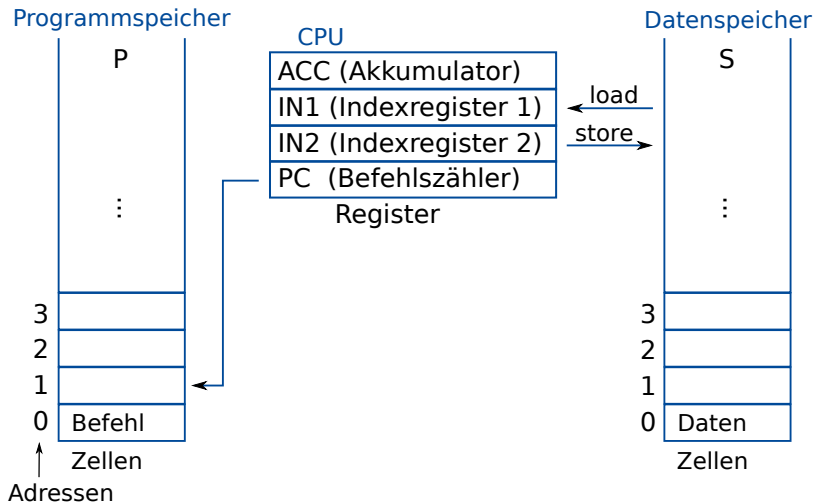 Programmspeicher
P
⋮
3
2
1
0 Befehl
Zellen
Adressen
CPU
ACC (Akkumulator)
IN1 (Indexregister 1)
IN2 (Indexregister 2)
PC (Befehlszähler)
Register
load
store
Datenspeicher
S
⋮
3
2
1
0 Daten
Zellen